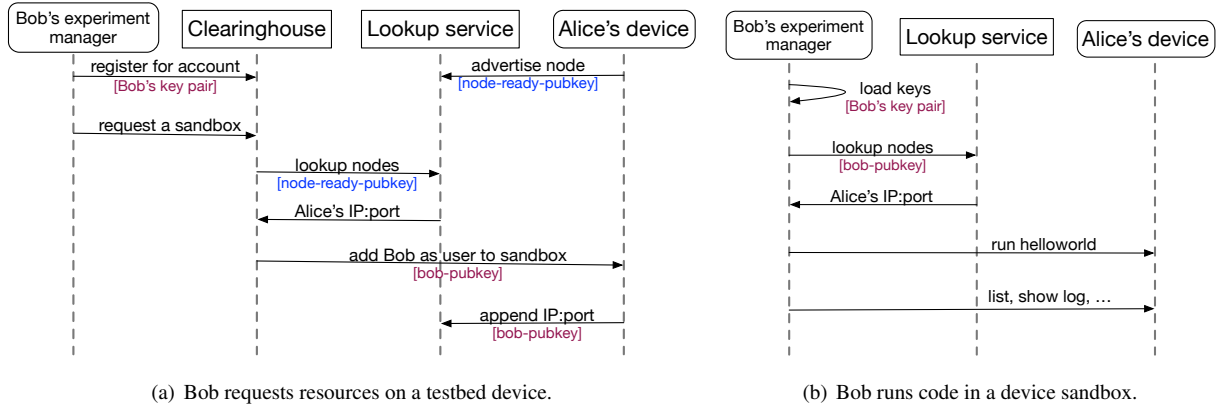 Bob's experiment
manager
Clearinghouse
Lookup service
Alice's device
register for account
[Bob's key pair]
advertise node
[node-ready-pubkey]
request a sandbox
lookup nodes
[node-ready-pubkey]
Alice's IP:port
add Bob as user to sandbox
[bob-pubkey]
append IP:port
[bob-pubkey]
(a) Bob requests resources on a testbed device.
Bob's experiment
manager
Lookup service
Alice's device
load keys
[Bob's key pair]
lookup nodes
[bob-pubkey]
Alice's IP:port
run helloworld
list, show log, …
(b) Bob runs code in a device sandbox.